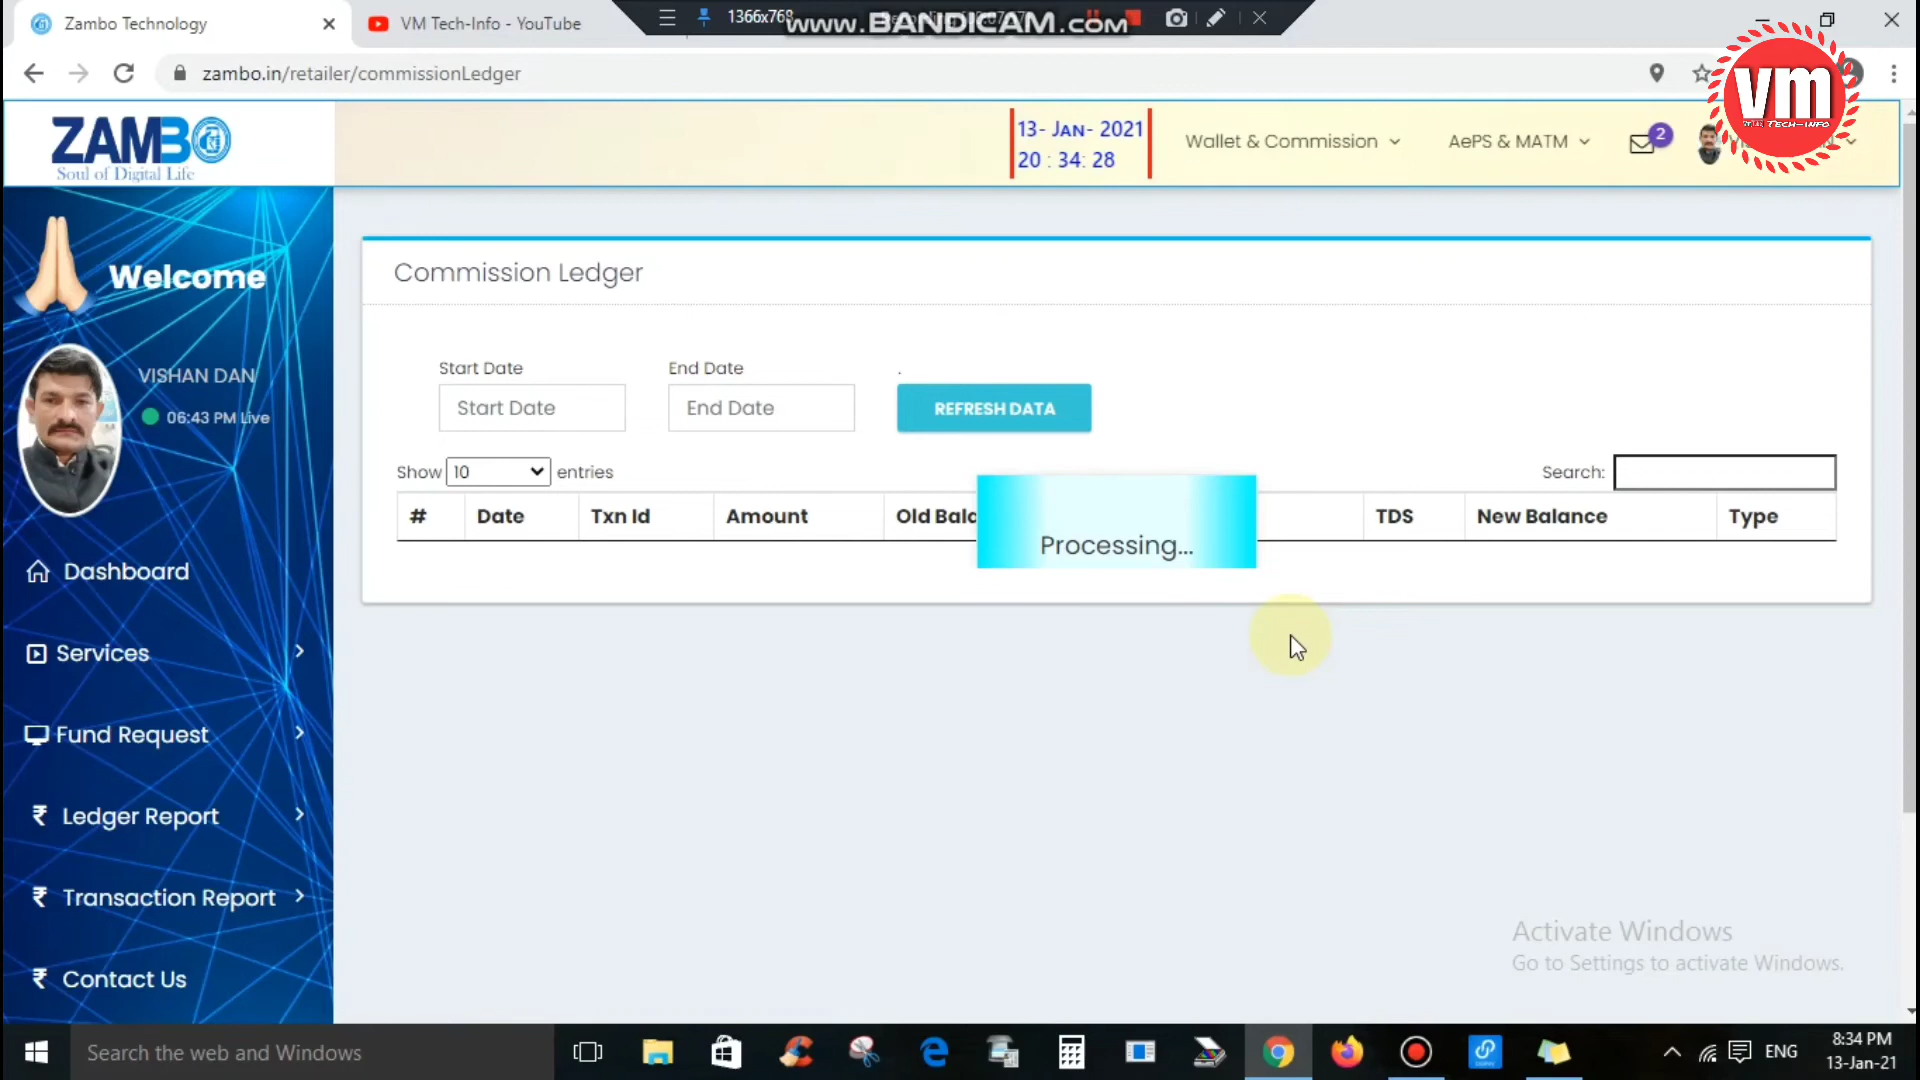 Zambo Technology
VM Tech-Info - YouTube
1366x768
www.BANDICAM.com
zambo.in/retailer/commissionLedger
vm
TECH-INFO
ZAMBO
Soul of Digital Life
13- Jan- 2021
20 : 34: 28
Wallet & Commission
AePS & MATM
2
Welcome
VISHAN DAN
06:43 PM Live
Dashboard
Services
Fund Request
₹ Ledger Report
₹ Transaction Report
₹ Contact Us
Commission Ledger
Start Date
End Date
.
Start Date
End Date
REFRESH DATA
Show 10 entries
Search:
# Date Txn Id Amount Old Bala TDS New Balance Type
Processing...
Activate Windows
Go to Settings to activate Windows.
Search the web and Windows
ENG
8:34 PM
13-Jan-21